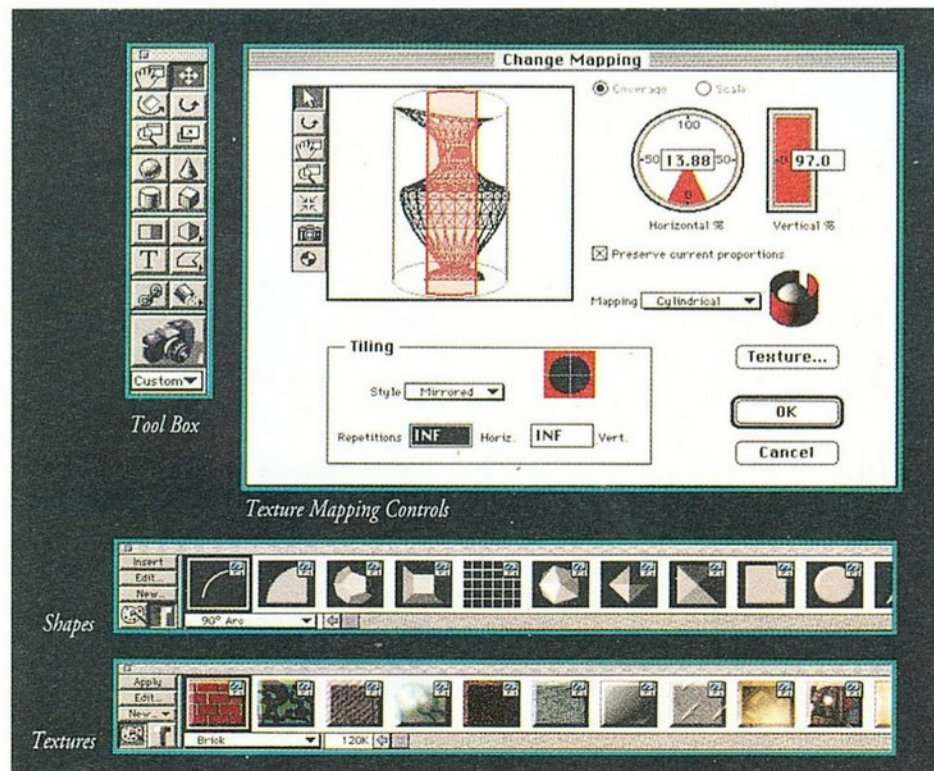 Change Mapping
Coverage
Scale
100
50
13.88
50
0
Horizontal %
0
97.0
Vertical %
Preserve current proportions
Mapping
Cylindrical
Tiling
Style
Mirrored
Repetitions
INF
Horiz.
INF
Vert.
Texture...
OK
Cancel
T
Custom
Tool Box
Texture Mapping Controls
Insert
Edit...
New...
90° Arc
Shapes
Apply
Edit...
New...
Brick
120K
Textures